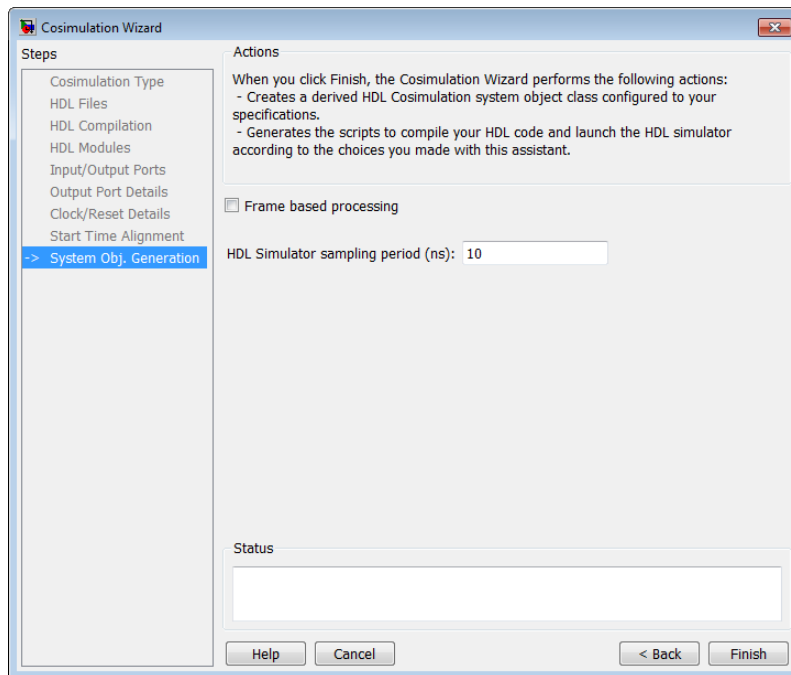 Cosimulation Wizard
Steps
Cosimulation Type
HDL Files
HDL Compilation
HDL Modules
Input/Output Ports
Output Port Details
Clock/Reset Details
Start Time Alignment
-> System Obj. Generation
Actions
When you click Finish, the Cosimulation Wizard performs the following actions:
- Creates a derived HDL Cosimulation system object class configured to your
specifications.
- Generates the scripts to compile your HDL code and launch the HDL simulator
according to the choices you made with this assistant.
Frame based processing
HDL Simulator sampling period (ns): 10
Status
Help Cancel < Back Finish